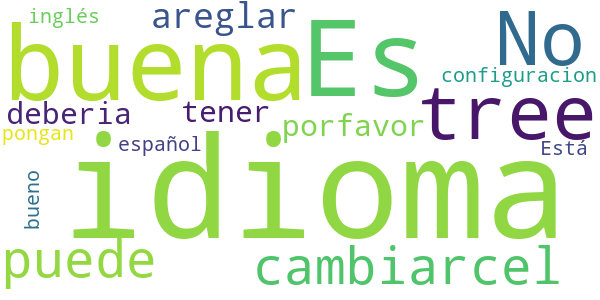 inglés
areglar
buena
Es
No
configuracion
deberia
tener
tree
pongan
español
porfavor
Está
idioma
bueno
puede
cambiarcel